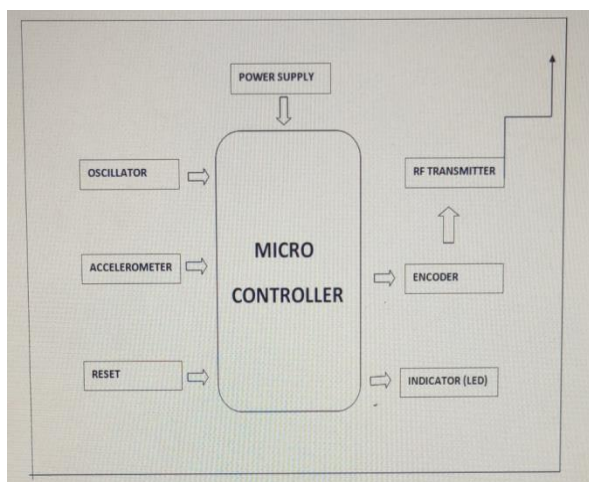 POWER SUPPLY
OSCILLATOR
RF TRANSMITTER
ACCELEROMETER
MICRO
CONTROLLER
ENCODER
RESET
INDICATOR (LED)